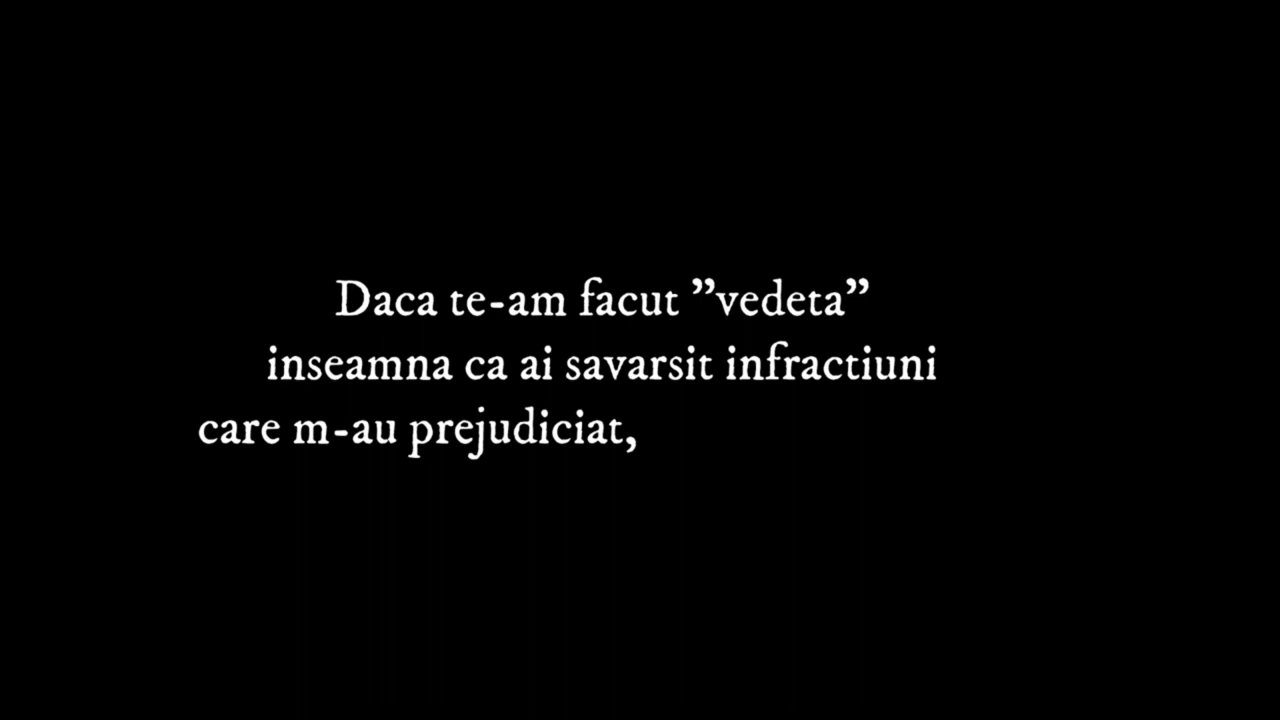 Daca te-am facut ”vedeta”
inseamna ca ai savarsit infractiuni
care m-au prejudiciat,